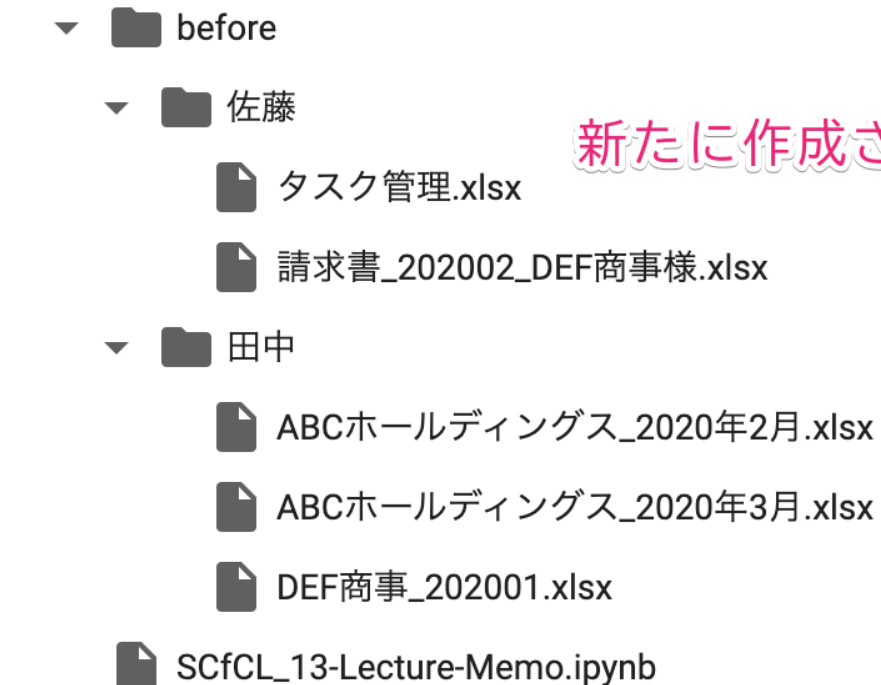 before
佐藤
新たに作成さ
タスク管理.xlsx
請求書_202002_DEF商事様.xlsx
田中
ABCホールディングス_2020年2月.xlsx
ABCホールディングス_2020年3月.xlsx
DEF商事_202001.xlsx
SCfCL_13-Lecture-Memo.ipynb